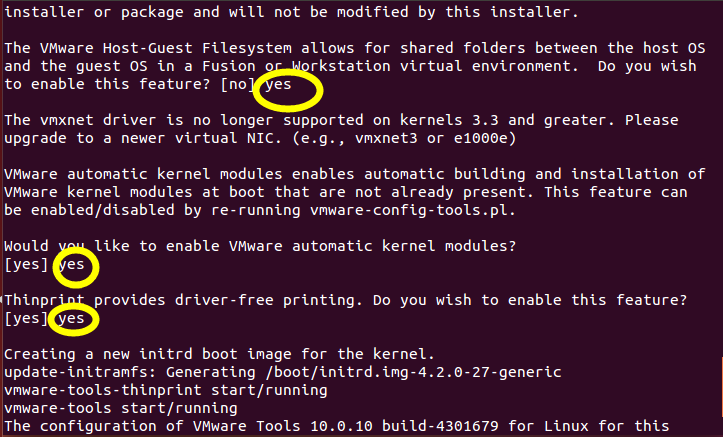 installer or package and will not be modified by this installer.
The VMware Host-Guest Filesystem allows for shared folders between the host OS
and the guest OS in a Fusion or Workstation virtual environment.  Do you wish
to enable this feature? [no] yes
The vmxnet driver is no longer supported on kernels 3.3 and greater. Please
upgrade to a newer virtual NIC. (e.g., vmxnet3 or e1000e)
VMware automatic kernel modules enables automatic building and installation of
VMware kernel modules at boot that are not already present. This feature can
be enabled/disabled by re-running vmware-config-tools.pl.
Would you like to enable VMware automatic kernel modules?
[yes] yes
Thinprint provides driver-free printing. Do you wish to enable this feature?
[yes] yes
Creating a new initrd boot image for the kernel.
update-initramfs: Generating /boot/initrd.img-4.2.0-27-generic
vmware-tools-thinprint start/running
vmware-tools start/running
The configuration of VMware Tools 10.0.10 build-4301679 for Linux for this